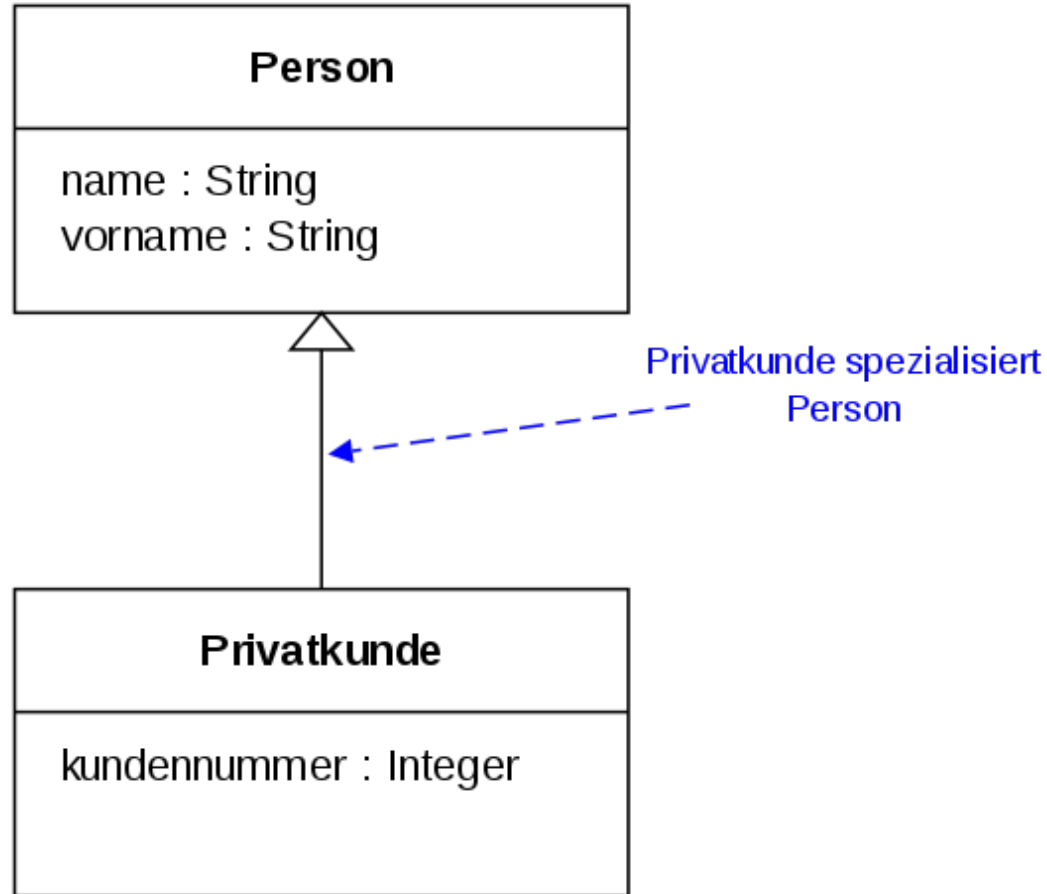 Person
name : String
vorname : String
Privatkunde spezialisiert
Person
Privatkunde
kundennummer : Integer